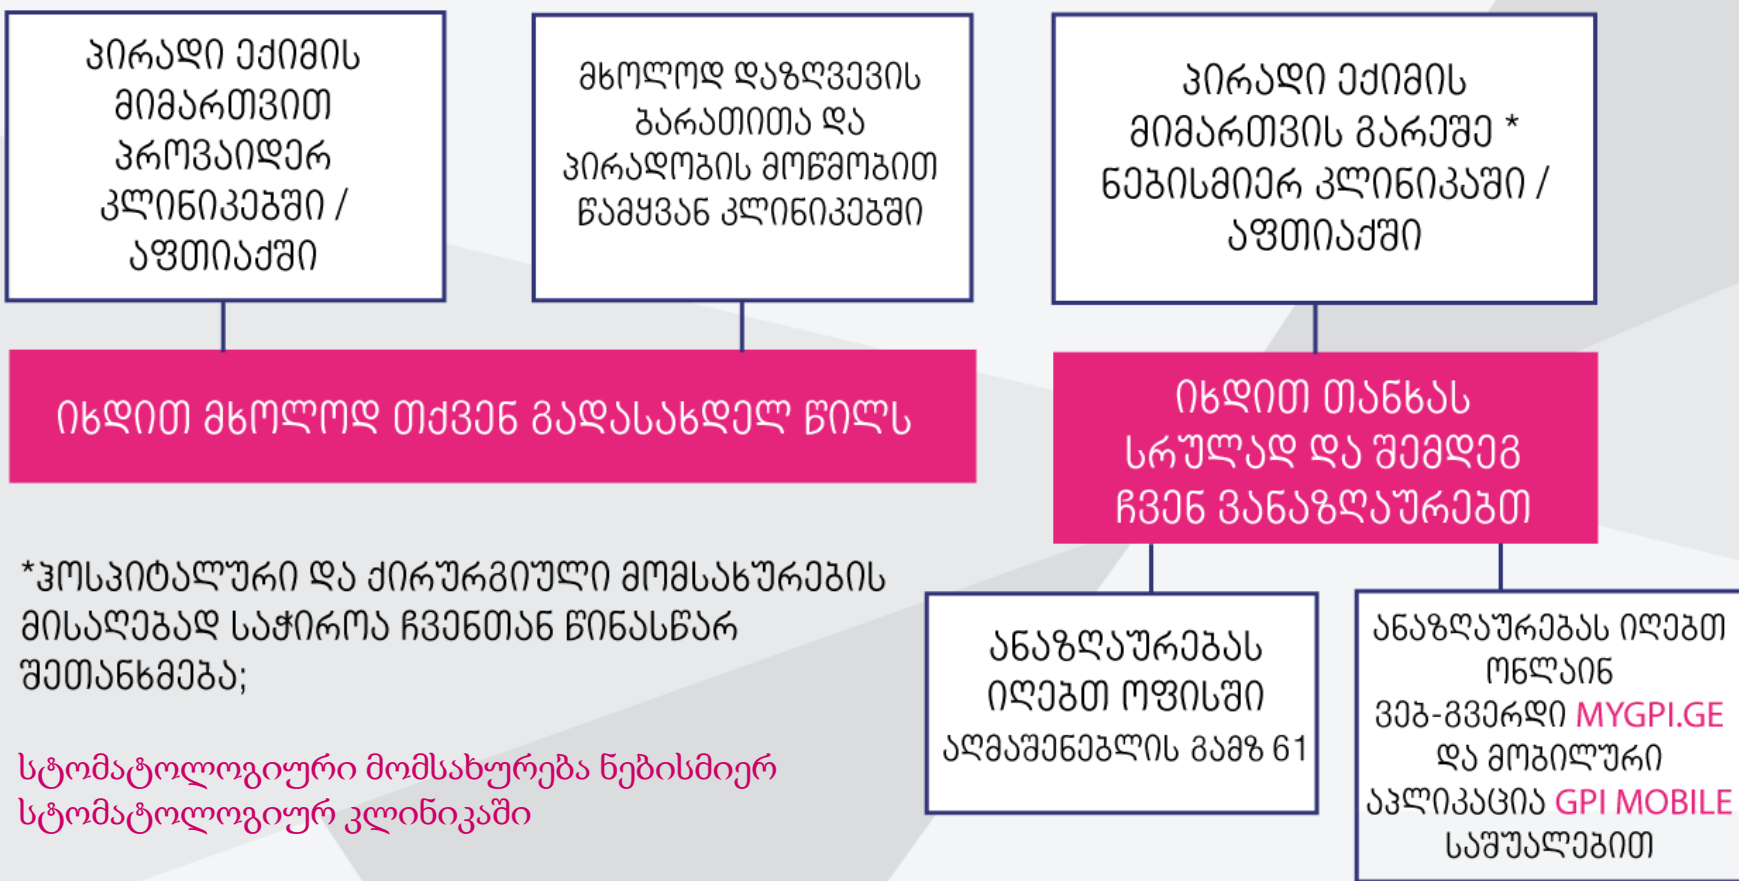 პირადი ექიმის
მიმართვით
პროვაიდერ
კლინიკებში /
აფთიაქში
მხოლოდ დაზღვევის
ბარათითა და
პირადობის მოწმობით
წამყვან კლინიკებში
პირადი ექიმის
მიმართვის გარეშე *
ნებისმიერ კლინიკაში /
აფთიაქში
იხდით მხოლოდ თქვენ გადასახდელ წილს
იხდით თანხას
სრულად და შემდეგ
ჩვენ ვანაზღაურებთ
*ჰოსპიტალური და ქირურგიული მომსახურების
მისაღებად საჭიროა ჩვენთან წინასწარ
შეთანხმება;
სტომატოლოგიური მომსახურება ნებისმიერ
სტომატოლოგიურ კლინიკაში
ანაზღაურებას
იღებთ ოფისში
აღმაშენებლის გამზ 61
ანაზღაურებას იღებთ
ონლაინ
ვებ-გვერდი MYGPI.GE
და მობილური
აპლიკაცია GPI MOBILE
საშუალებით